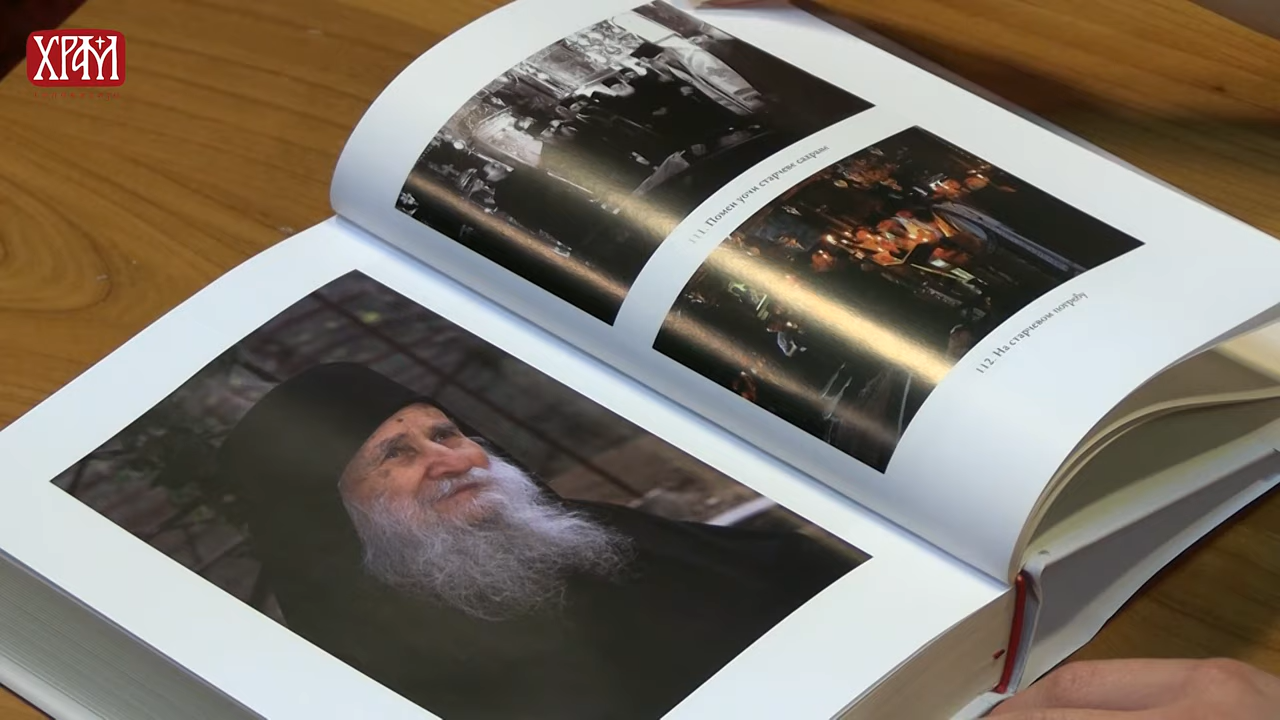 ХРАМ
111. Помен уочи старчеве сахране
112. На старчевом погребу